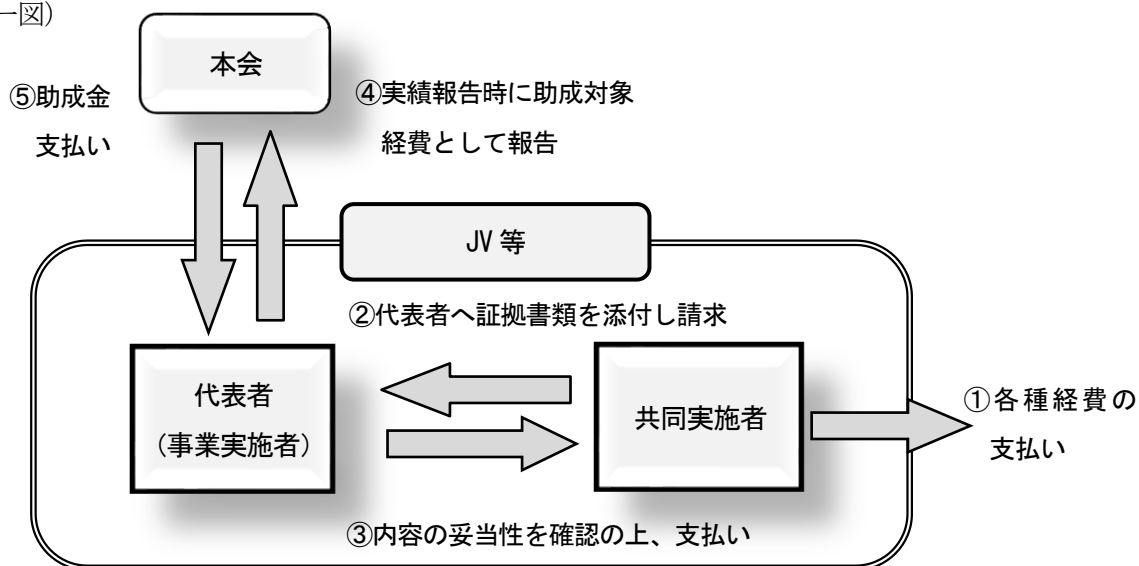 ー図)
本会
⑤助成金
支払い
④実績報告時に助成対象
経費として報告
JV 等
②代表者へ証拠書類を添付し請求
代表者
(事業実施者)
共同実施者
①各種経費の
支払い
③内容の妥当性を確認の上、支払い